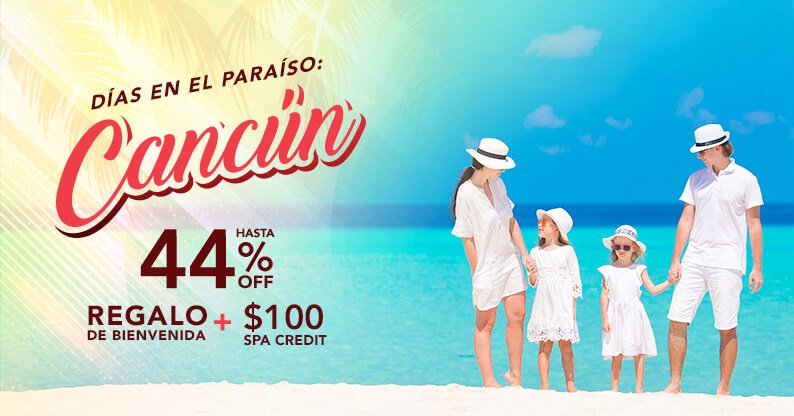 DÍAS EN EL PARAÍSO:
Cancún
HASTA
44%
OFF
REGALO + $100
DE BIENVENIDA SPA CREDIT